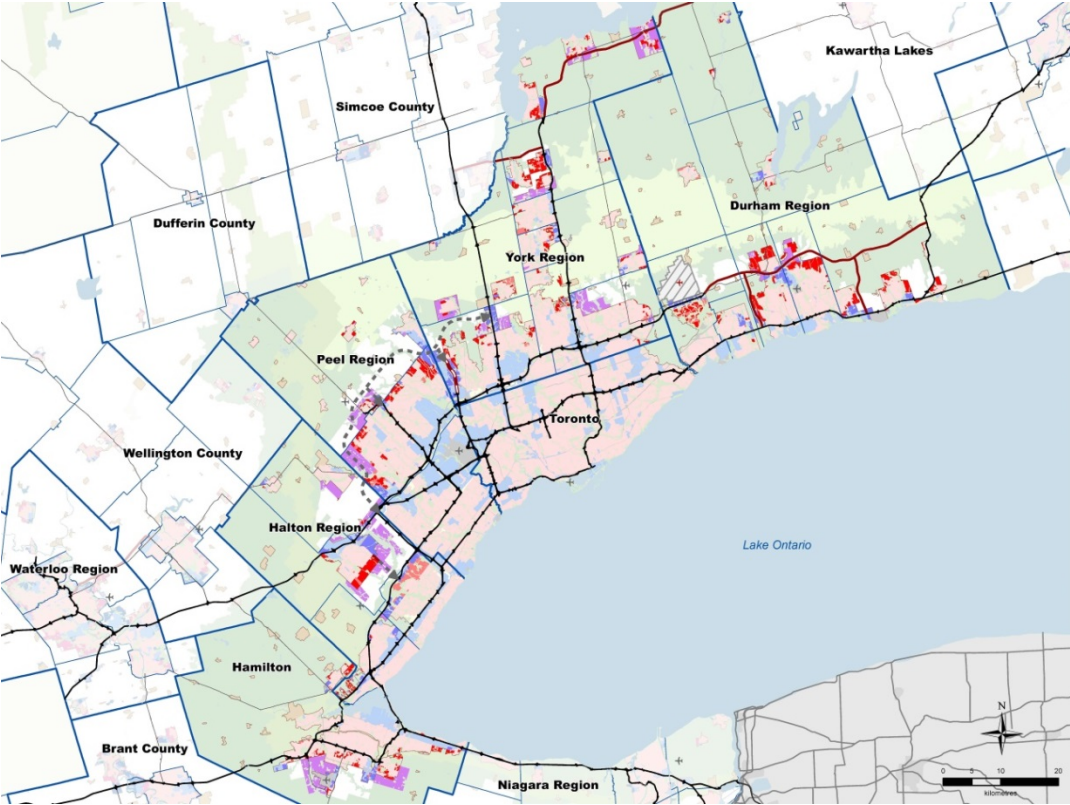 Kawartha Lakes
Simcoe County
Durham Region
Dufferin County
York Region
Peel Region
Toronto
Wellington County
Halton Region
Lake Ontario
Waterloo Region
Hamilton
N
Brant County
0 5 10 20
kilometres
Niagara Region